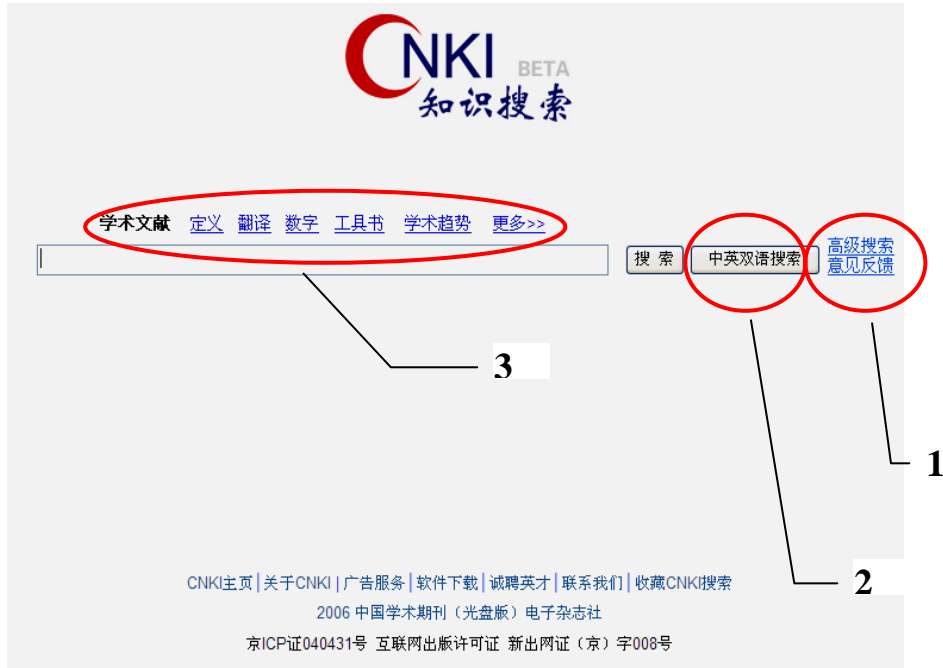 CNKI BETA
知识搜索
学术文献 定义 翻译 数字 工具书 学术趋势 更多>>
搜 索 中英双语搜索 高级搜索
意见反馈
3
1
2
CNKI主页|关于CNKI|广告服务|软件下载|诚聘英才|联系我们|收藏CNKI搜索
2006 中国学术期刊（光盘版）电子杂志社
京ICP证040431号 互联网出版许可证 新出网证（京）字008号